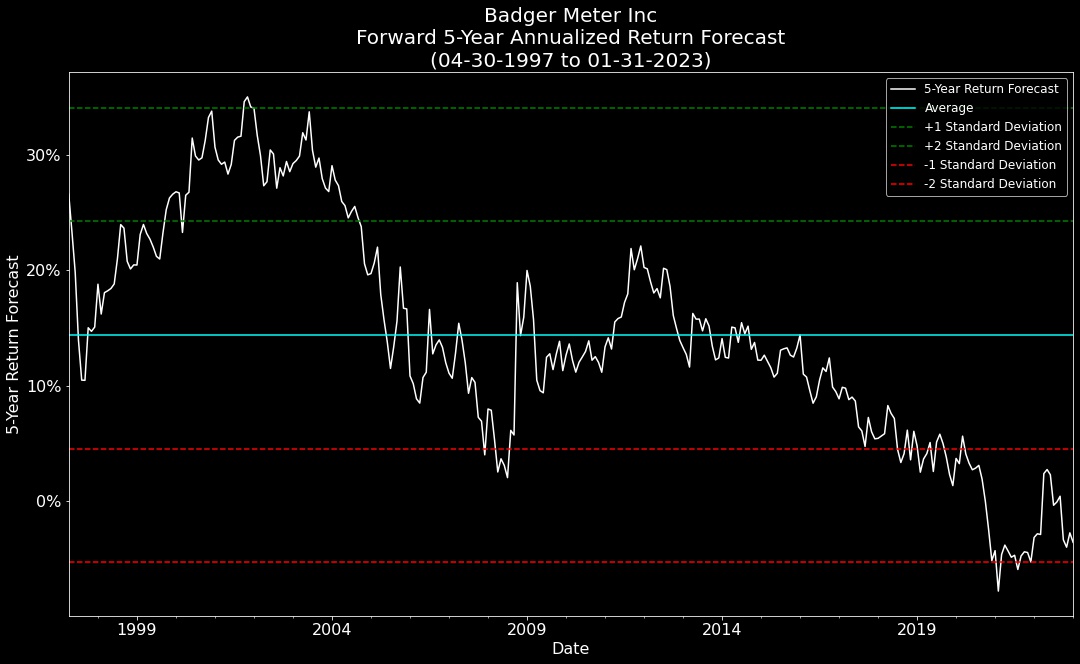 Badger Meter Inc
Forward 5-Year Annualized Return Forecast
(04-30-1997 to 01-31-2023)
5-Year Return Forecast
Average
+1 Standard Deviation
+2 Standard Deviation
-1 Standard Deviation
-2 Standard Deviation
5-Year Return Forecast
30%
20%
10%
0%
1999
2004
2009
2014
2019
Date